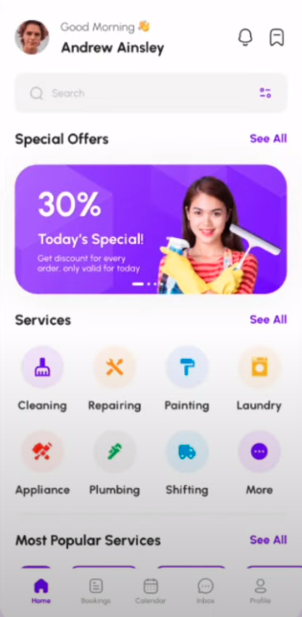 Good Morning 👋
Andrew Ainsley
Search
Special Offers See All
30%
Today's Special!
Get discount for every
order, only valid for today
Services See All
Cleaning Repairing Painting Laundry
Appliance Plumbing Shifting More
Most Popular Services See All
Home Bookings Calendar Inbox Profile